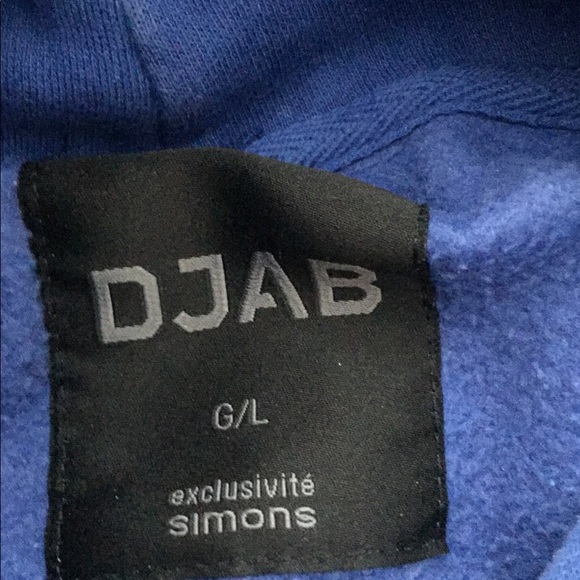 DJAB
G/L
exclusivité
simons